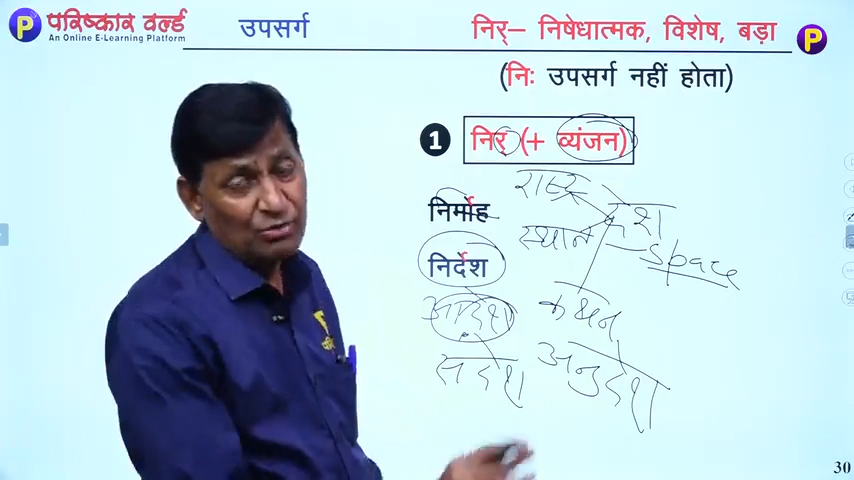 P परिष्कार वर्ल्ड
An Online E-Learning Platform
उपसर्ग
निर्– निषेधात्मक, विशेष, बड़ा
P
(निः उपसर्ग नहीं होता)
1 निर् (+ व्यंजन)
राष्ट्र
निर्मोह देश
स्थान – space
निर्देश
आदेश कथन
संदेश अनुदेश
30